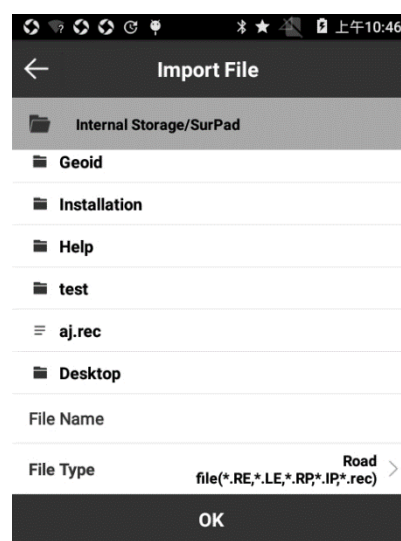 上午10:46
Import File
Internal Storage/SurPad
Geoid
Installation
Help
test
aj.rec
Desktop
File Name
File Type
Road
file(*.RE,*.LE,*.RP,*.IP,*.rec)
OK